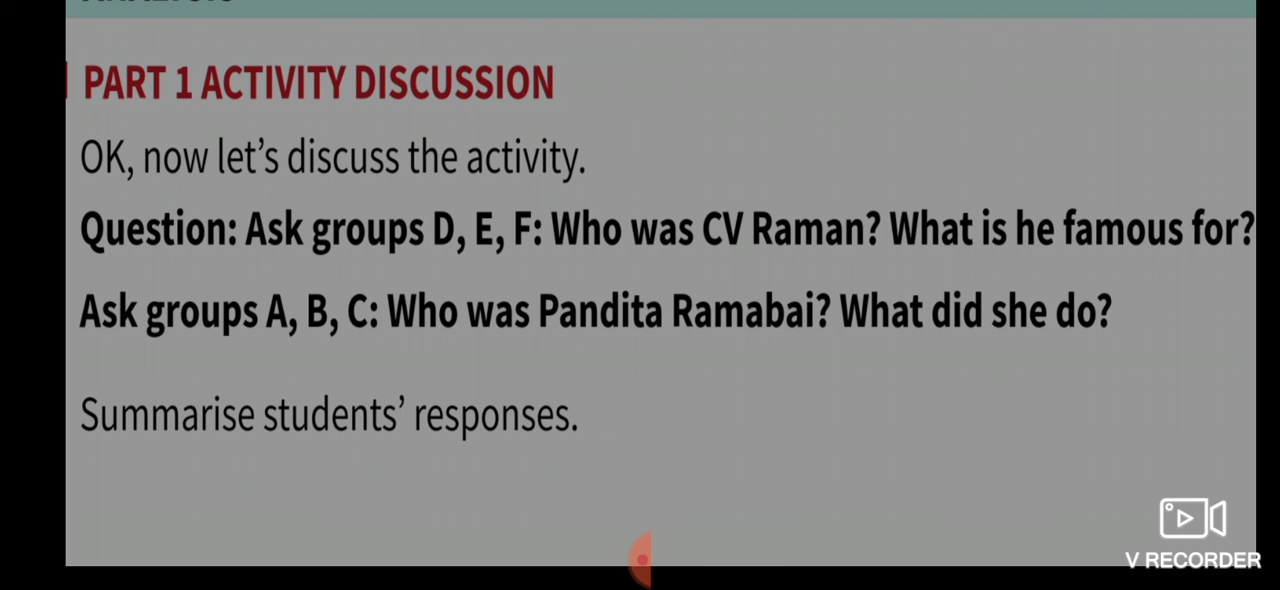 PART 1 ACTIVITY DISCUSSION
OK, now let’s discuss the activity.
Question: Ask groups D, E, F: Who was CV Raman? What is he famous for?
Ask groups A, B, C: Who was Pandita Ramabai? What did she do?
Summarise students’ responses.
V RECORDER